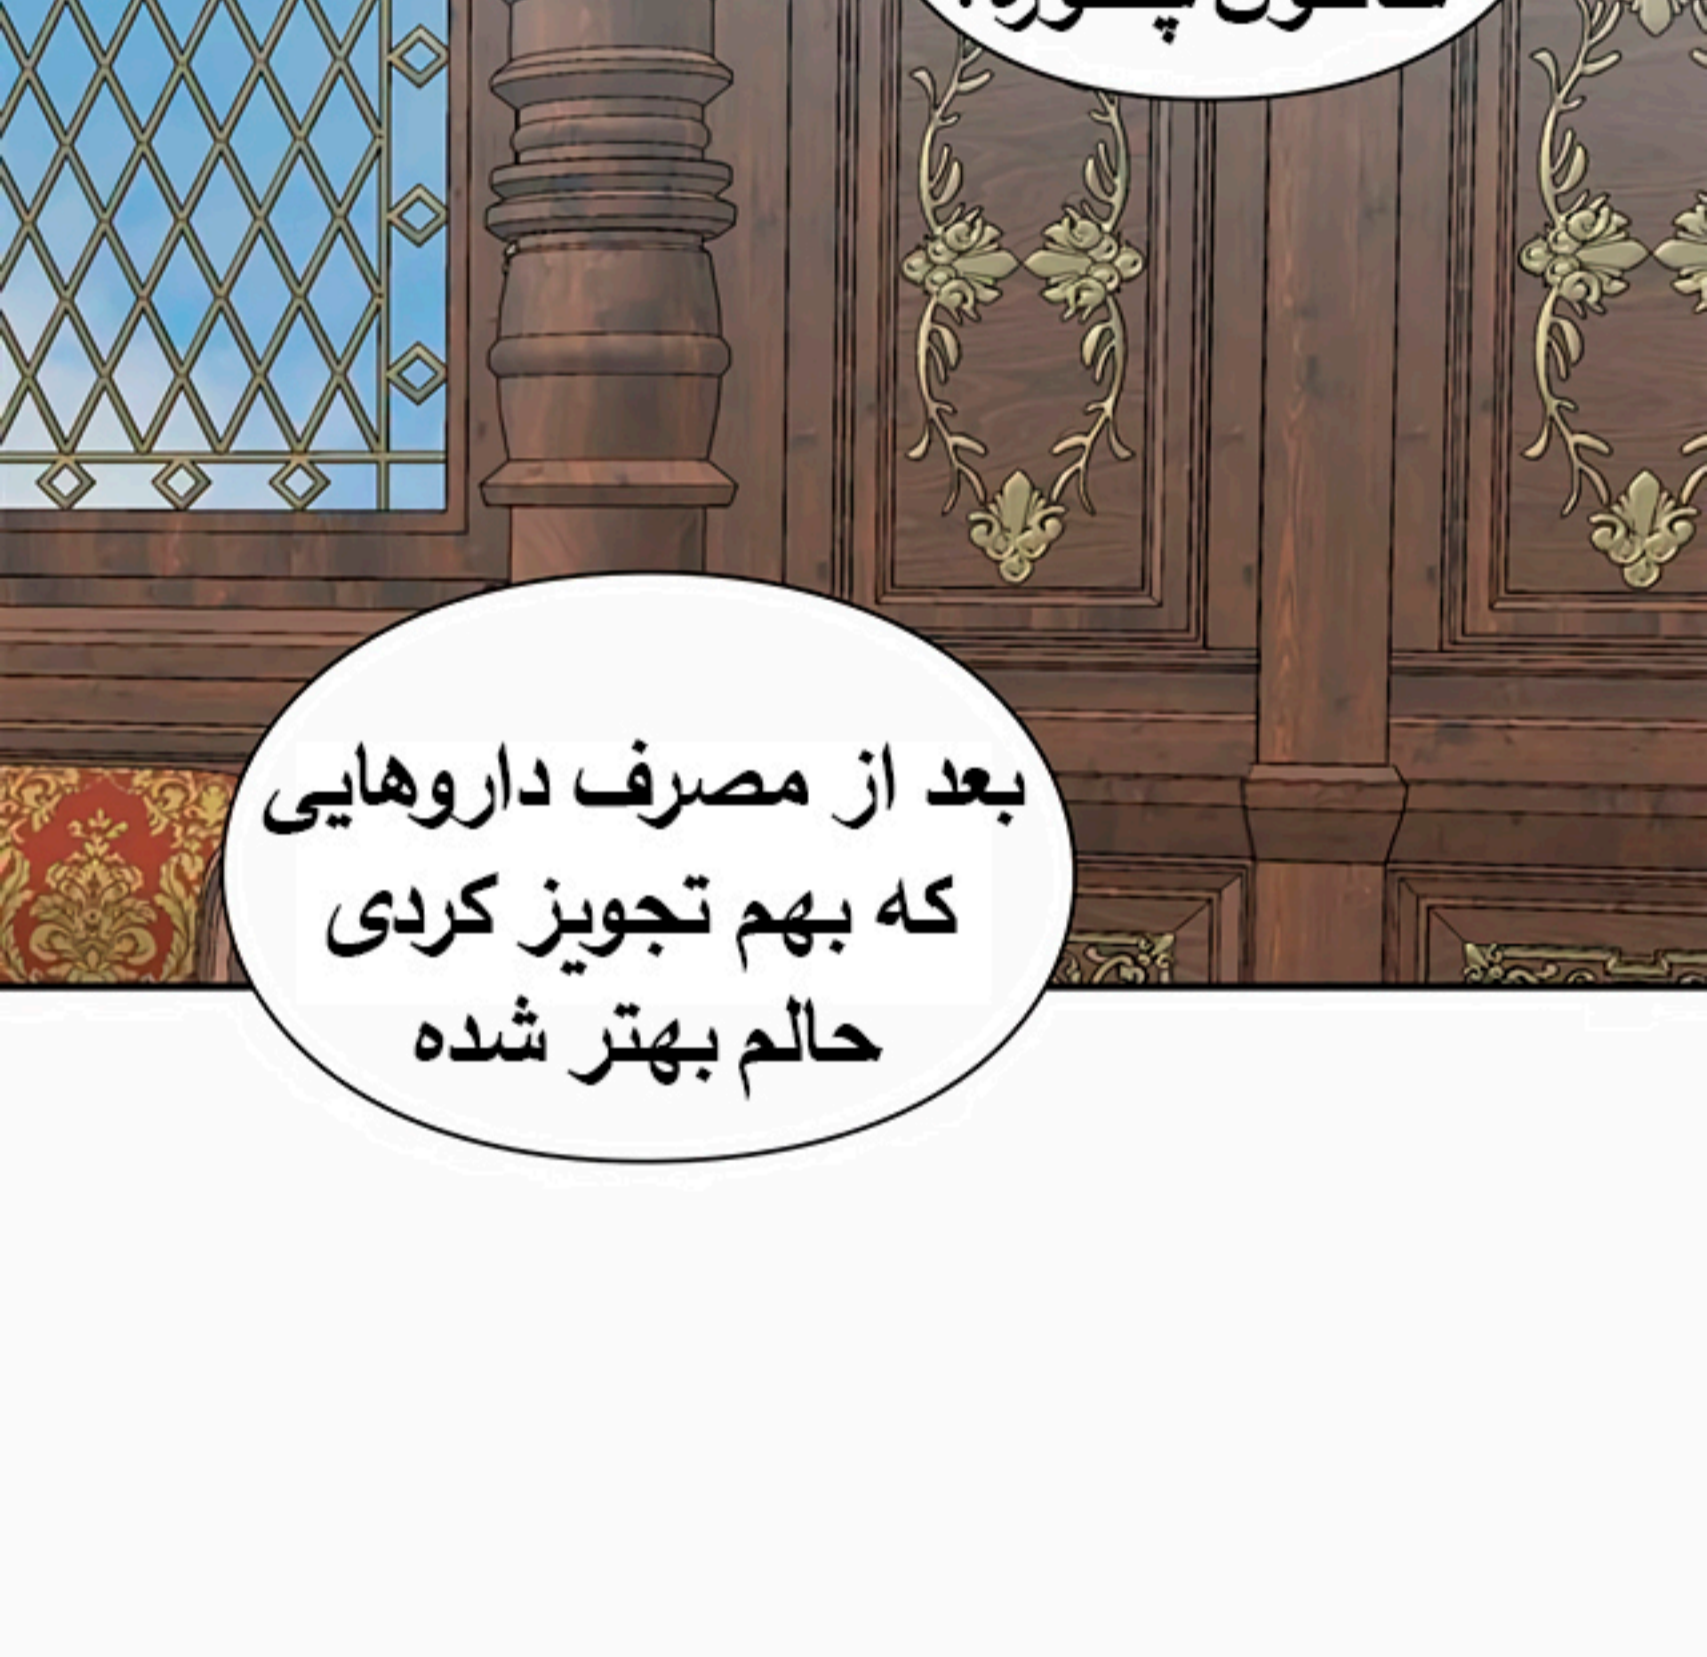 بعد از مصرف داروهایی
که بهم تجویز کردی
حالم بهتر شده